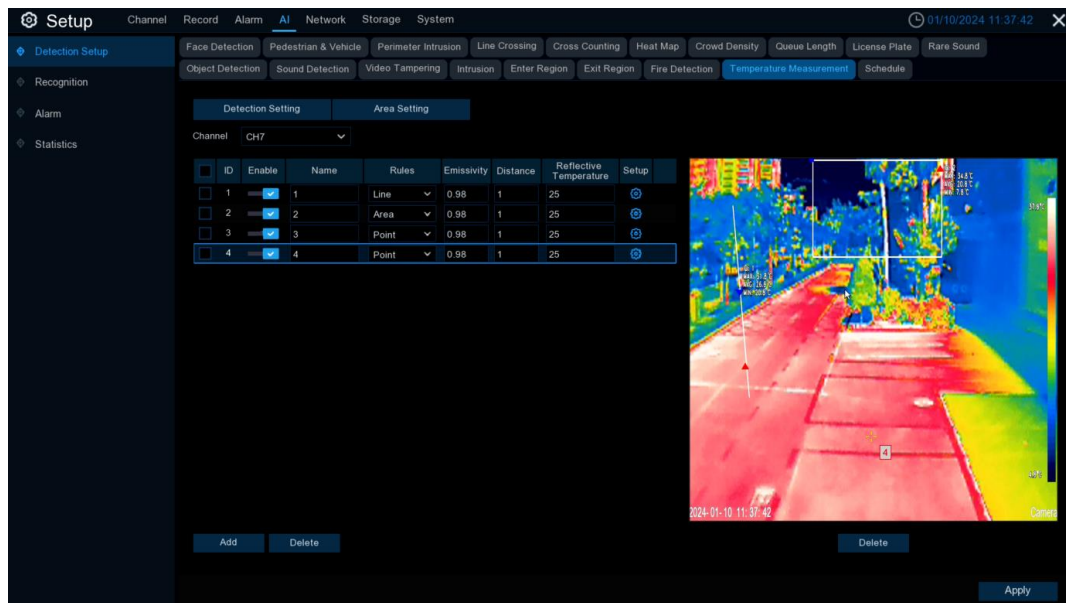 Setup Channel Record Alarm AI Network Storage System 01/10/2024 11:37:42
Detection Setup
Recognition
Alarm
Statistics
Face Detection Pedestrian & Vehicle Perimeter Intrusion Line Crossing Cross Counting Heat Map Crowd Density Queue Length License Plate Rare Sound
Object Detection Sound Detection Video Tampering Intrusion Enter Region Exit Region Fire Detection Temperature Measurement Schedule
Detection Setting Area Setting
Channel CH7
ID Enable Name Rules Emissivity Distance Reflective Temperature Setup
1 1 Line 0.98 1 25
2 2 Area 0.98 1 25
3 3 Point 0.98 1 25
4 4 Point 0.98 1 25
4
2024-01-10 11:37:42
Camera
Add Delete Delete
Apply